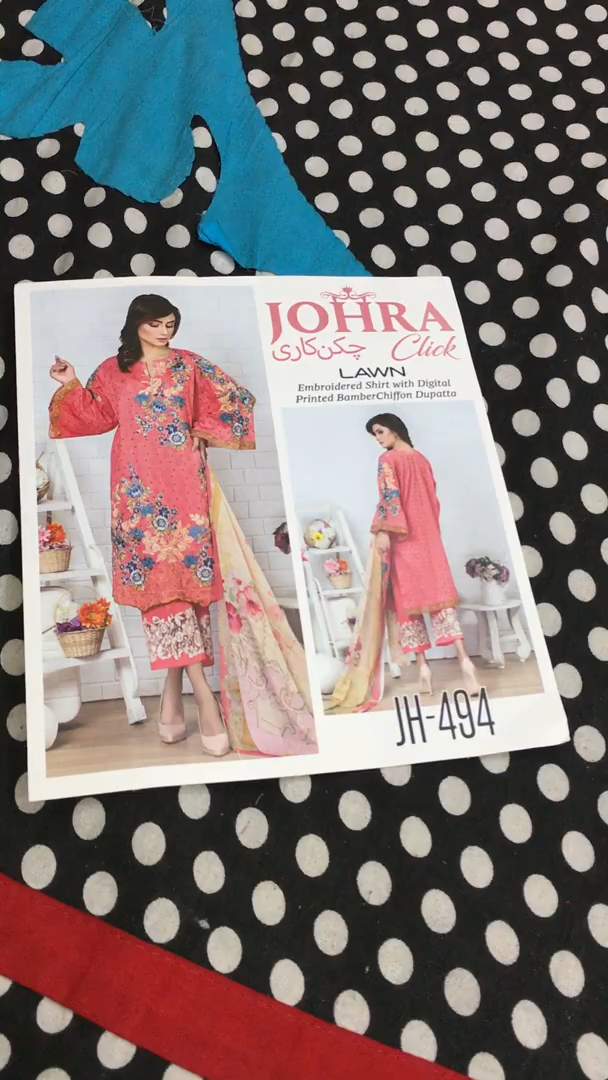 JOHRA
چکن کاری Click
LAWN
Embroidered Shirt with Digital
Printed BamberChiffon Dupatta
JH-494